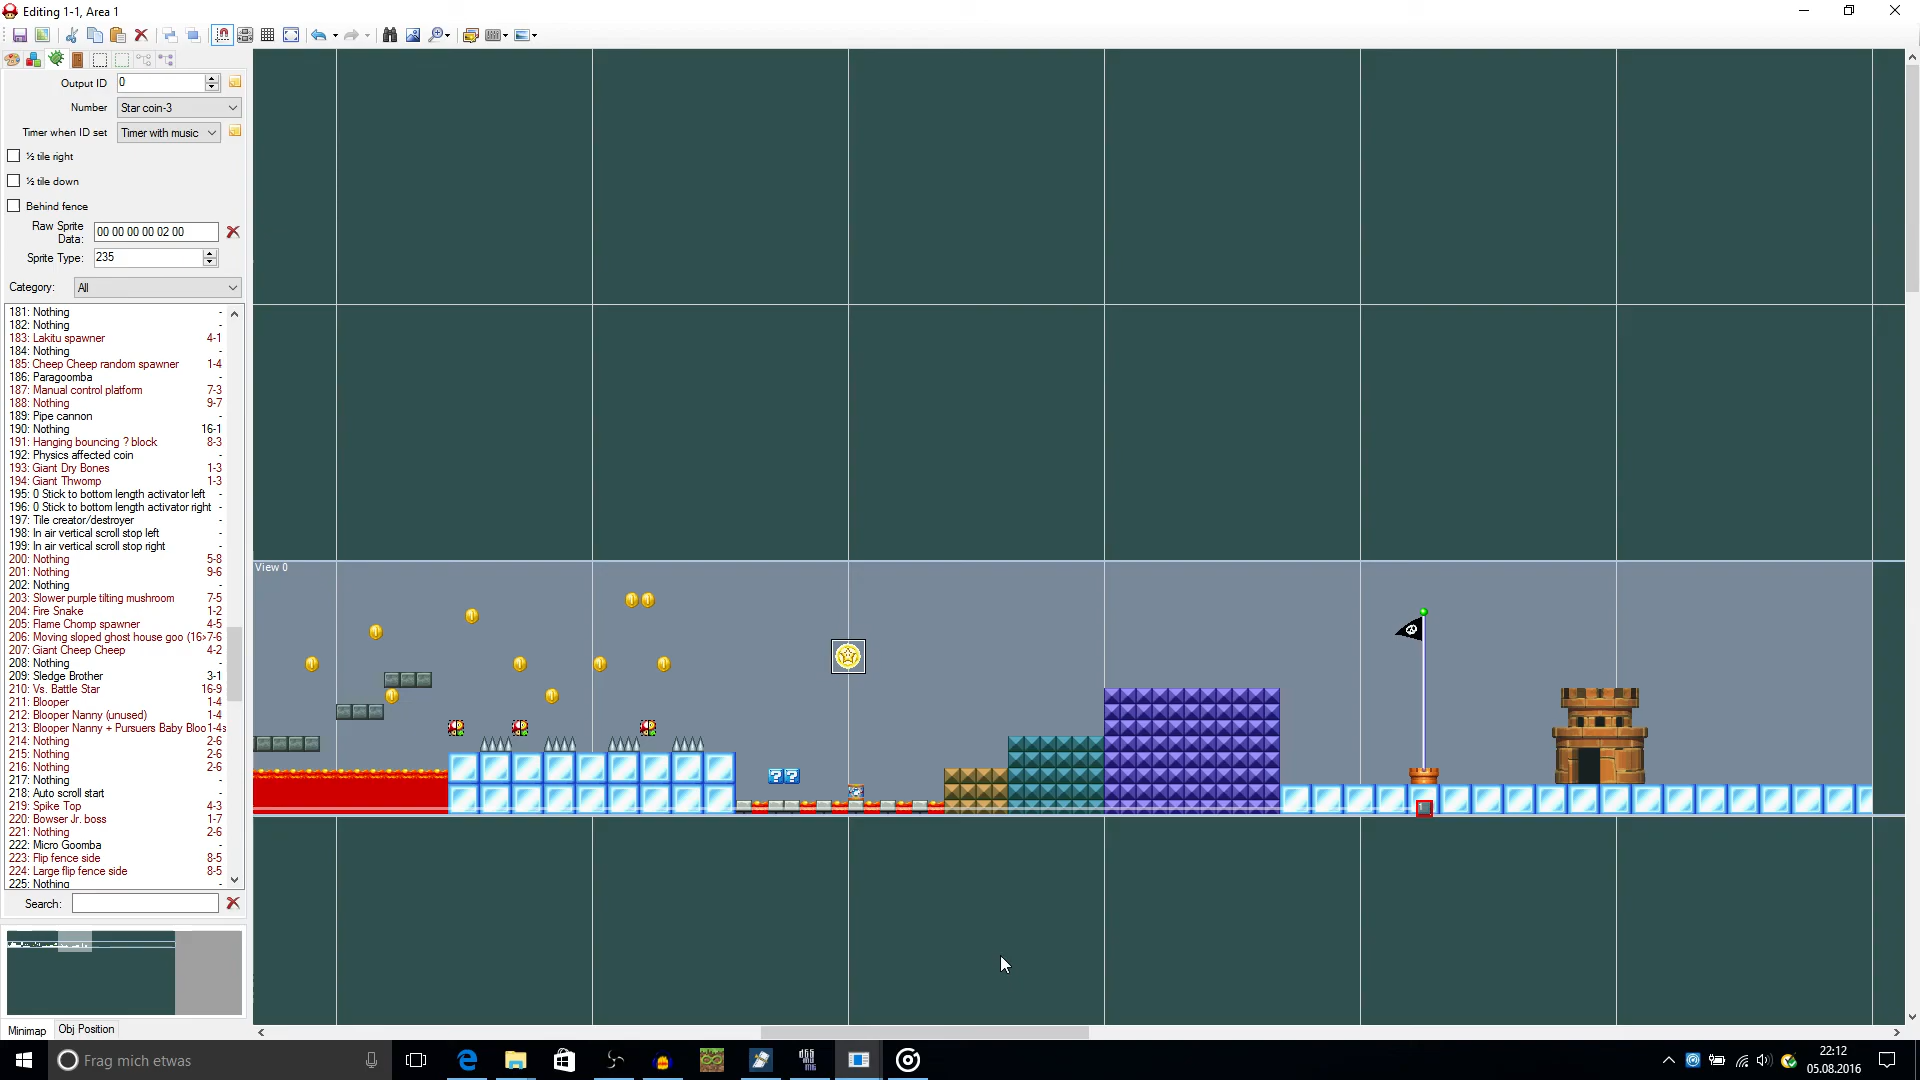 Editing 1-1, Area 1
Output ID 0
Number Star coin-3
Timer when ID set Timer with music
½ tile right
½ tile down
Behind fence
Raw Sprite Data: 00 00 00 00 02 00
Sprite Type: 235
Category: All
181: Nothing -
182: Nothing -
183: Lakitu spawner 4-1
184: Nothing -
185: Cheep Cheep random spawner 1-4
186: Paragoomba -
187: Manual control platform 7-3
188: Nothing 9-7
189: Pipe cannon -
190: Nothing 16-1
191: Hanging bouncing ? block 8-3
192: Physics affected coin -
193: Giant Dry Bones 1-3
194: Giant Thwomp 1-3
195: 0 Stick to bottom length activator left -
196: 0 Stick to bottom length activator right -
197: Tile creator/destroyer -
198: In air vertical scroll stop left -
199: In air vertical scroll stop right -
200: Nothing 5-8
201: Nothing 9-6
202: Nothing -
203: Slower purple tilting mushroom 7-5
204: Fire Snake 1-2
205: Flame Chomp spawner 4-5
206: Moving sloped ghost house goo (16>7-6
207: Giant Cheep Cheep 4-2
208: Nothing -
209: Sledge Brother 3-1
210: Vs. Battle Star 16-9
211: Blooper 1-4
212: Blooper Nanny (unused) 1-4
213: Blooper Nanny + Pursuers Baby Bloo1-4s
214: Nothing 2-6
215: Nothing 2-6
216: Nothing 2-6
217: Nothing -
218: Auto scroll start -
219: Spike Top 4-3
220: Bowser Jr. boss 1-7
221: Nothing 2-6
222: Micro Goomba -
223: Flip fence side 8-5
224: Large flip fence side 8-5
225: Nothing -
Search:
Minimap Obj Position
View 0
? ?
Frag mich etwas
22:12
05.08.2016